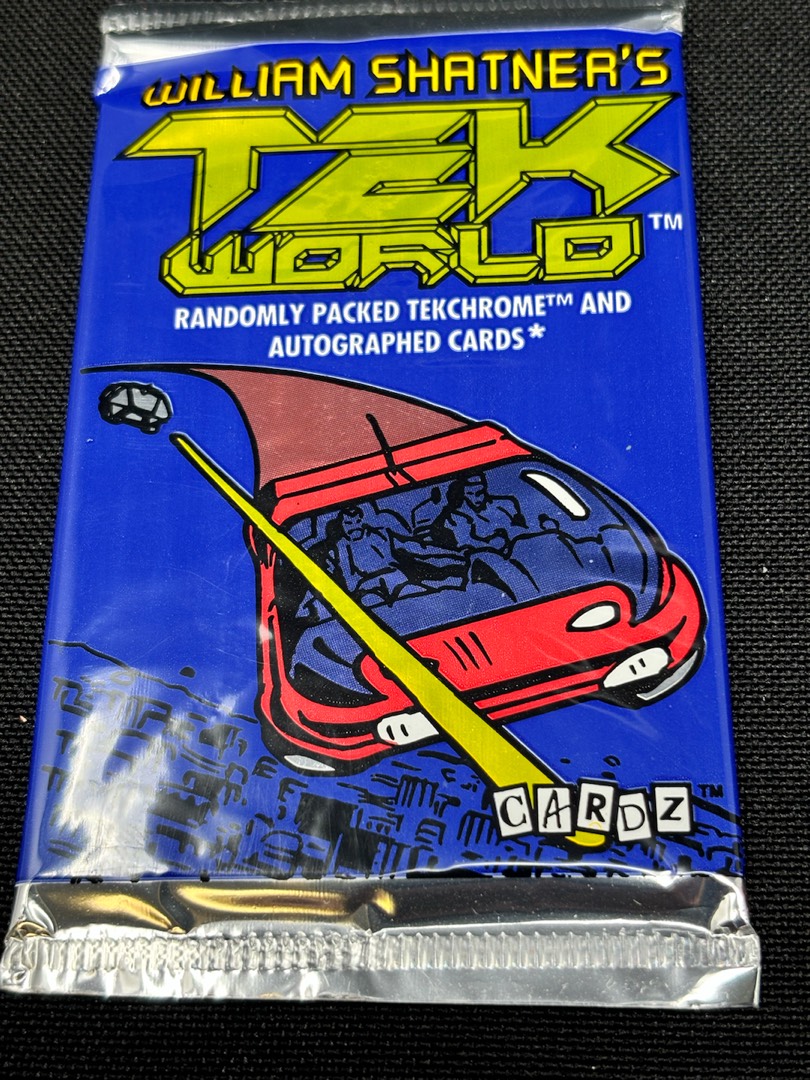 WILLIAM SHATNER'S
TEK
WORLD™
RANDOMLY PACKED TEKCHROME™ AND
AUTOGRAPHED CARDS*
CARDZ™